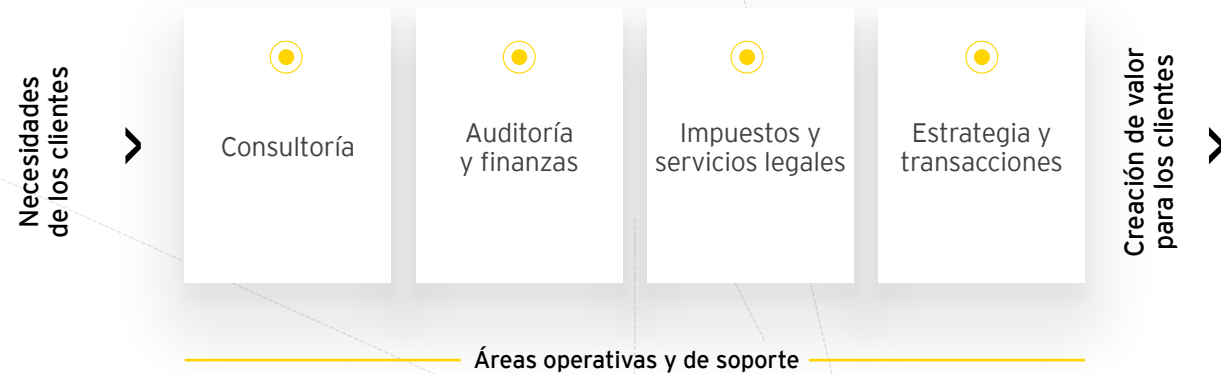 Necesidades
de los clientes
Consultoría
Auditoría
y finanzas
Impuestos y
servicios legales
Estrategia y
transacciones
Creación de valor
para los clientes
Áreas operativas y de soporte